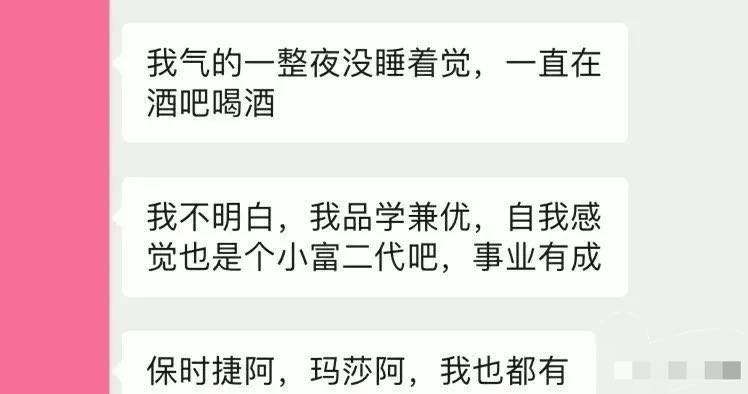 我气的一整夜没睡着觉，一直在
酒吧喝酒
我不明白，我品学兼优，自我感
觉也是个小富二代吧，事业有成
保时捷阿，玛莎阿，我也都有